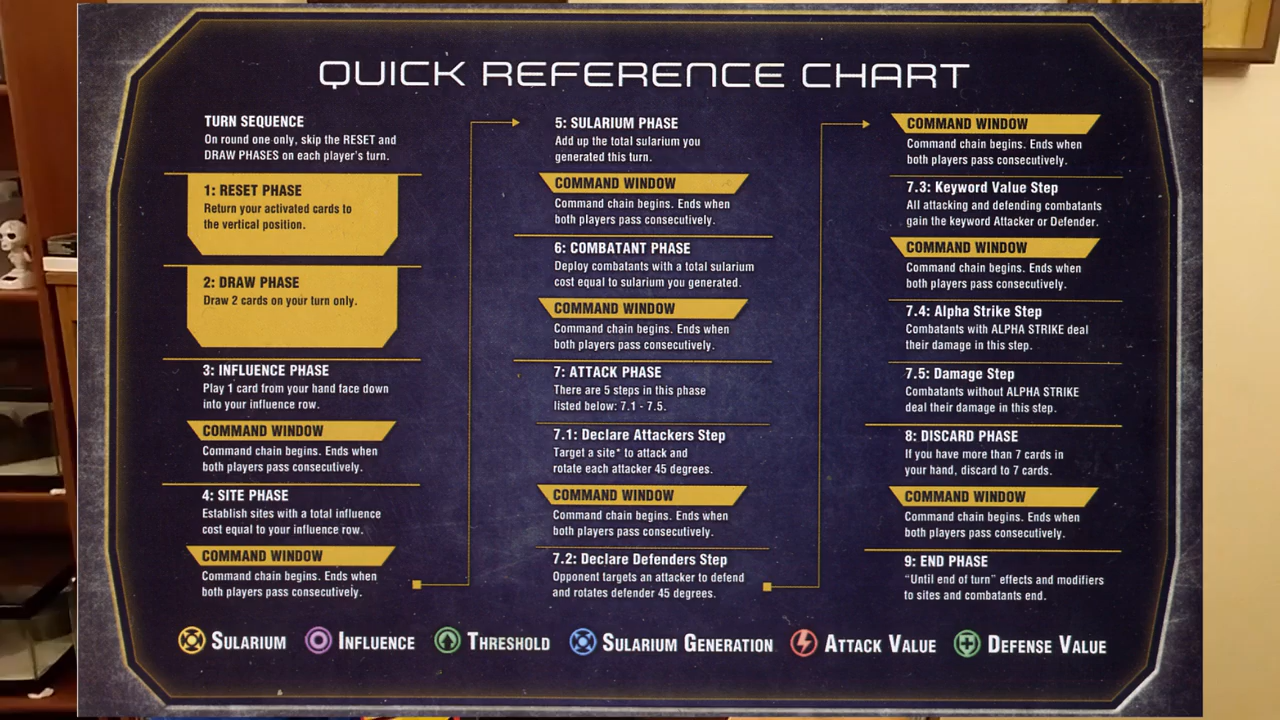 QUICK REFERENCE CHART
TURN SEQUENCE
On round one only, skip the RESET and
DRAW PHASES on each player's turn.
1: RESET PHASE
Return your activated cards to
the vertical position.
2: DRAW PHASE
Draw 2 cards on your turn only.
3: INFLUENCE PHASE
Play 1 card from your hand face down
into your influence row.
COMMAND WINDOW
Command chain begins. Ends when
both players pass consecutively.
4: SITE PHASE
Establish sites with a total influence
cost equal to your influence row.
COMMAND WINDOW
Command chain begins. Ends when
both players pass consecutively.
5: SULARIUM PHASE
Add up the total sularium you
generated this turn.
COMMAND WINDOW
Command chain begins. Ends when
both players pass consecutively.
6: COMBATANT PHASE
Deploy combatants with a total sularium
cost equal to sularium you generated.
COMMAND WINDOW
Command chain begins. Ends when
both players pass consecutively.
7: ATTACK PHASE
There are 5 steps in this phase
listed below: 7.1 - 7.5.
7.1: Declare Attackers Step
Target a site* to attack and
rotate each attacker 45 degrees.
COMMAND WINDOW
Command chain begins. Ends when
both players pass consecutively.
7.2: Declare Defenders Step
Opponent targets an attacker to defend
and rotates defender 45 degrees.
COMMAND WINDOW
Command chain begins. Ends when
both players pass consecutively.
7.3: Keyword Value Step
All attacking and defending combatants
gain the keyword Attacker or Defender.
COMMAND WINDOW
Command chain begins. Ends when
both players pass consecutively.
7.4: Alpha Strike Step
Combatants with ALPHA STRIKE deal
their damage in this step.
7.5: Damage Step
Combatants without ALPHA STRIKE
deal their damage in this step.
8: DISCARD PHASE
If you have more than 7 cards in
your hand, discard to 7 cards.
COMMAND WINDOW
Command chain begins. Ends when
both players pass consecutively.
9: END PHASE
"Until end of turn" effects and modifiers
to sites and combatants end.
SULARIUM INFLUENCE THRESHOLD SULARIUM GENERATION ATTACK VALUE DEFENSE VALUE